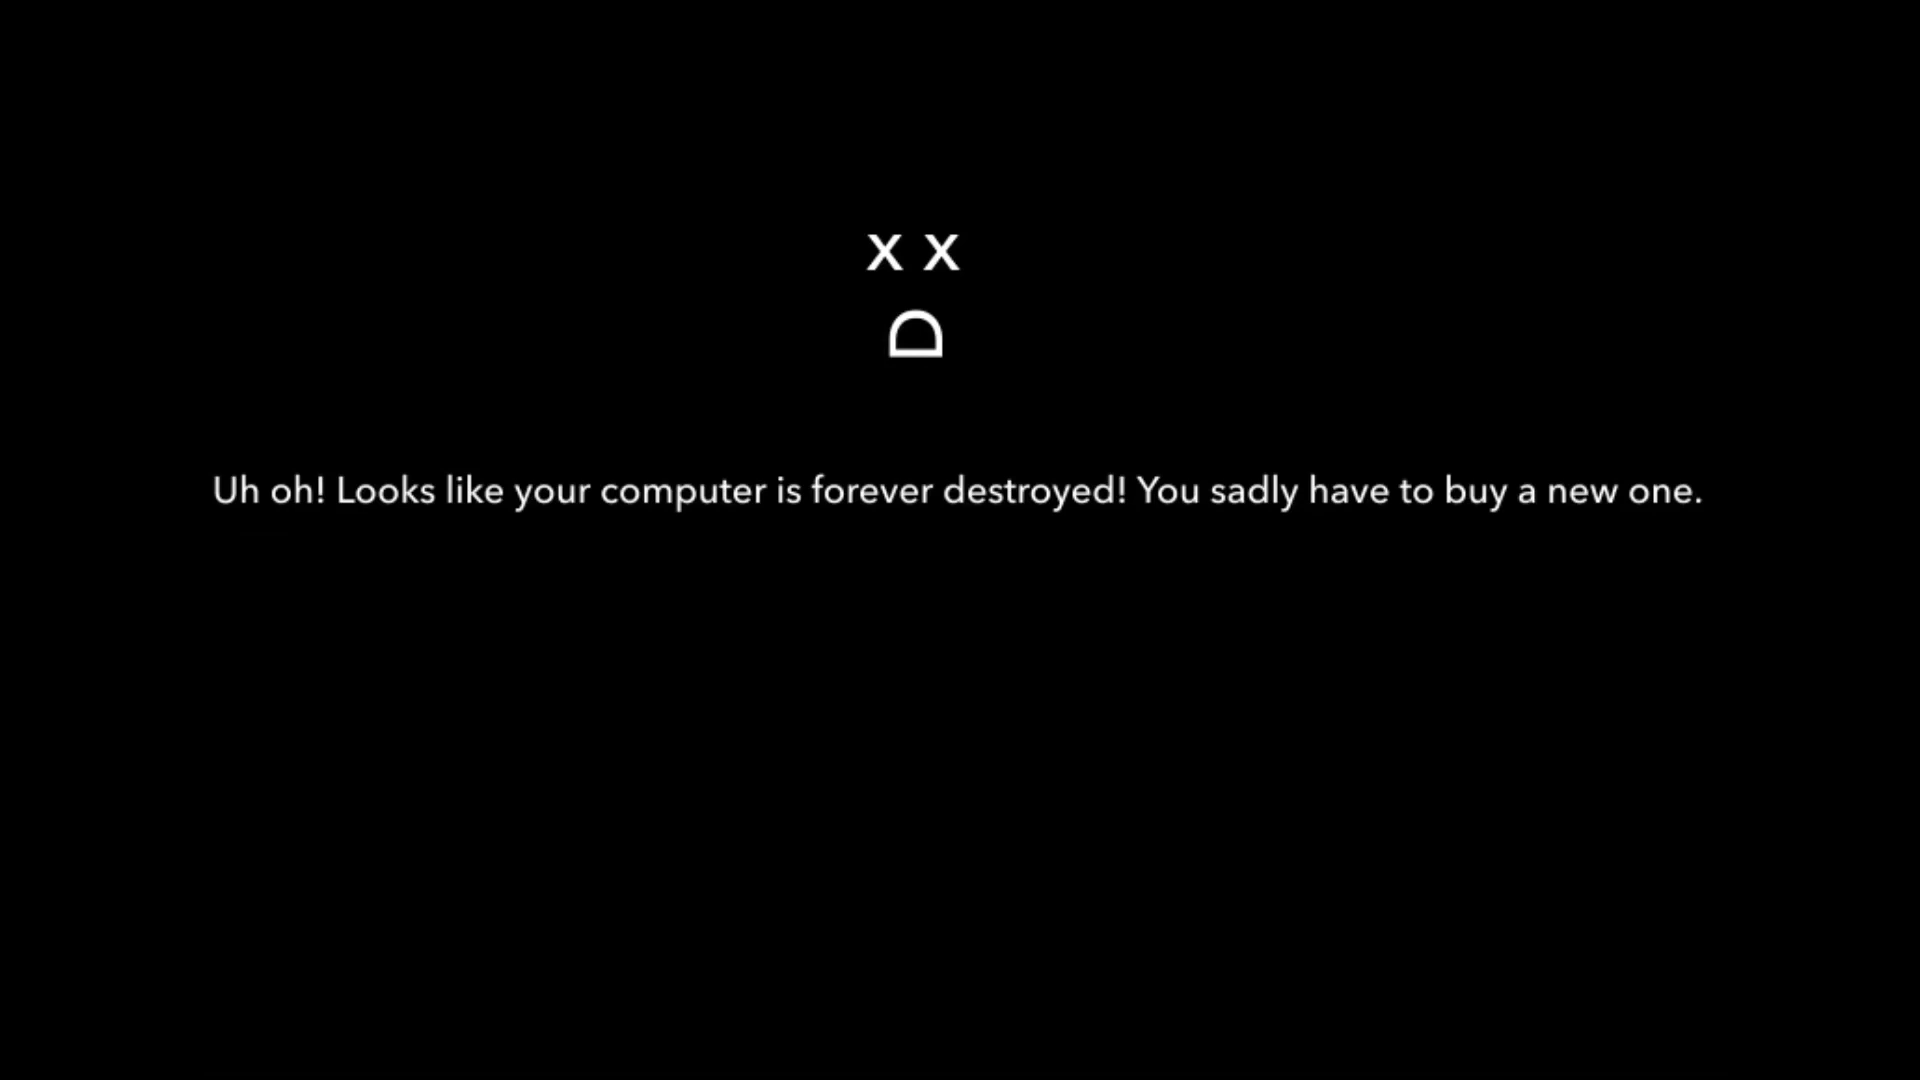 x x
D
Uh oh! Looks like your computer is forever destroyed! You sadly have to buy a new one.